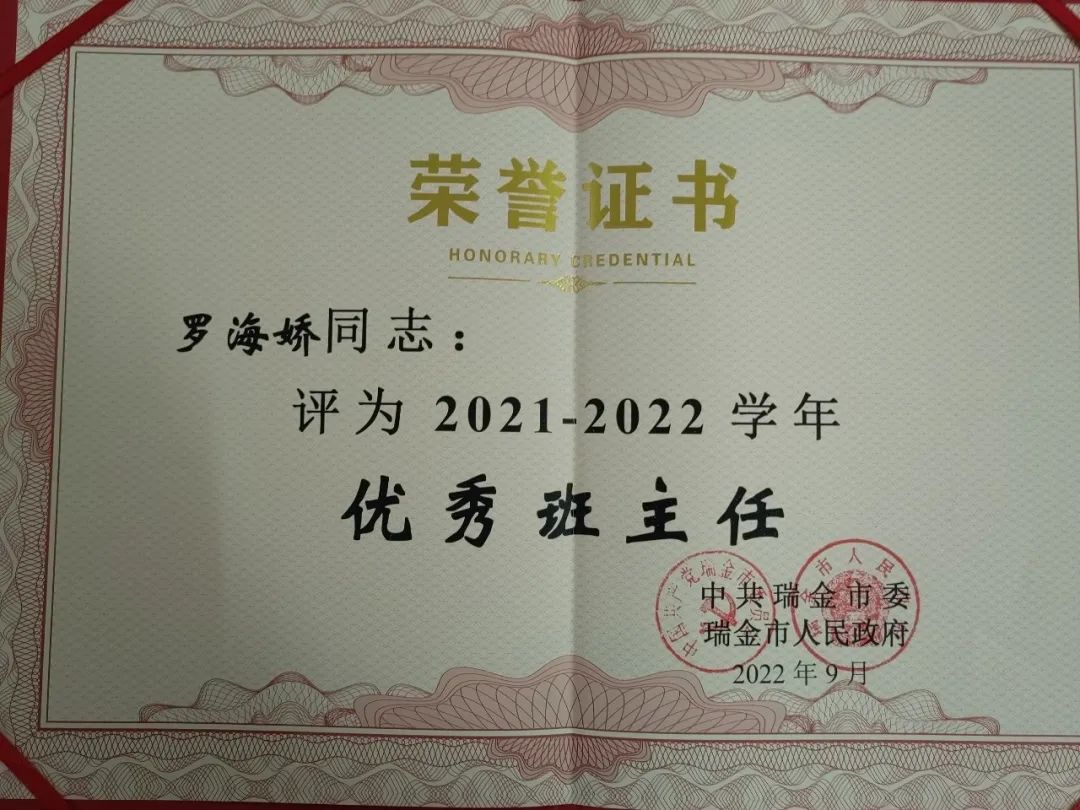 荣誉证书
HONORARY CREDENTIAL
罗海娇同志：
评为 2021-2022 学年
优秀班主任
中共瑞金市委
瑞金市人民政府
2022 年 9 月